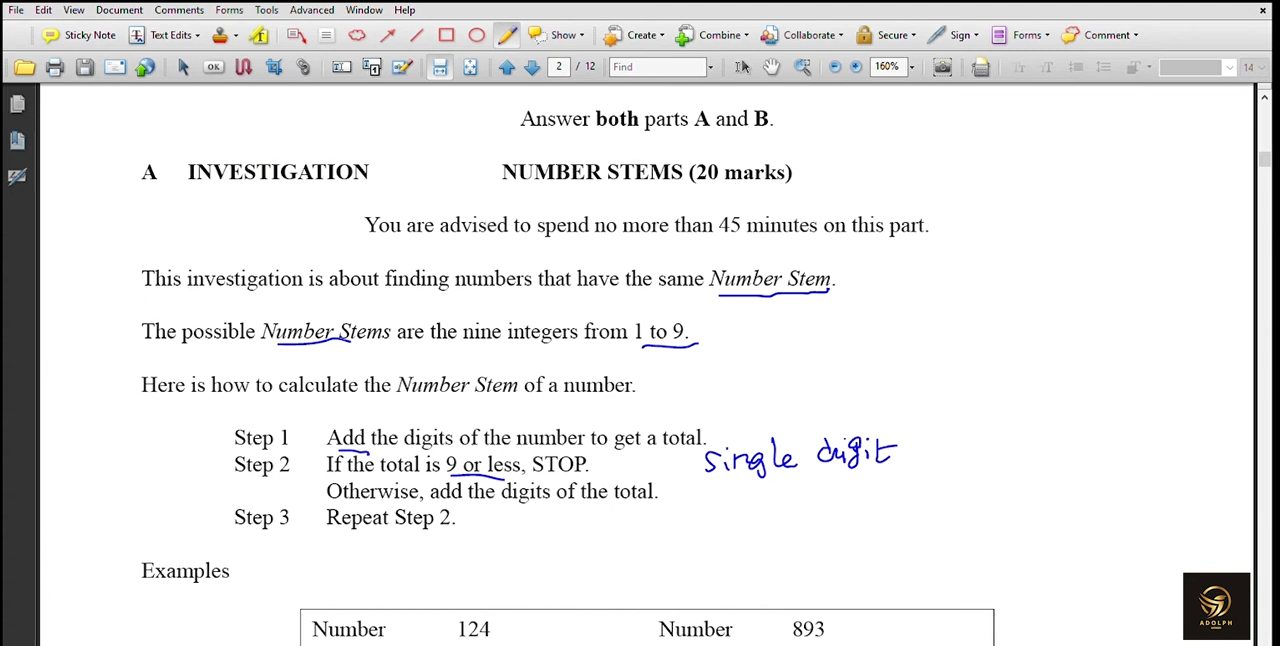 File Edit View Document Comments Forms Tools Advanced Window Help
Sticky Note Text Edits Show Create Combine Collaborate Secure Sign Forms Comment
OK 2 / 12 Find 160% 14
Answer both parts A and B.
A INVESTIGATION NUMBER STEMS (20 marks)
You are advised to spend no more than 45 minutes on this part.
This investigation is about finding numbers that have the same Number Stem.
The possible Number Stems are the nine integers from 1 to 9.
Here is how to calculate the Number Stem of a number.
Step 1 Add the digits of the number to get a total.
single digit
Step 2 If the total is 9 or less, STOP.
Otherwise, add the digits of the total.
Step 3 Repeat Step 2.
Examples
Number 124 Number 893
ADOLPH